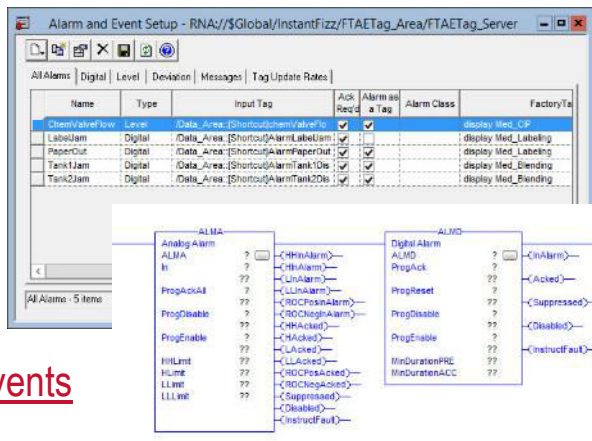 Alarm and Event Setup - RNA://$Global/InstantFizz/FTAETag_Area/FTAETag_Server
All Alarms Digital Level Deviation Messages Tag Update Rates
Name Type Input Tag Ack Req'd Alarm as a Tag Alarm Class FactoryTa
ChemValveFlow Level /Data_Area::[Shortcut]chemValveFlo display Med_CIP
LabelJam Digital /Data_Area::[Shortcut]AlarmLabelJam display Med_Labeling
PaperOut Digital /Data_Area::[Shortcut]AlarmPaperOut display Med_Labeling
Tank1Jam Digital /Data_Area::[Shortcut]AlarmTank1Dis display Med_Blending
Tank2Jam Digital /Data_Area::[Shortcut]AlarmTank2Dis display Med_Blending
All Alarms - 5 items
vents
ALMA
Analog Alarm
ALMA ? ...
In ?
??
ProgAckAll ?
??
ProgDisable ?
??
ProgEnable ?
??
HHLimit ??
HLimit ??
LLimit ??
LLLimit ??
(HHInAlarm)
(HInAlarm)
(LInAlarm)
(LLInAlarm)
(ROCPosInAlarm)
(ROCNegInAlarm)
(HHAcked)
(HAcked)
(LAcked)
(LLAcked)
(ROCPosAcked)
(ROCNegAcked)
(Suppressed)
(Disabled)
(InstructFault)
ALMD
Digital Alarm
ALMD ? ...
ProgAck ?
??
ProgReset ?
??
ProgDisable ?
??
ProgEnable ?
??
MinDurationPRE ??
MinDurationACC ??
(InAlarm)
(Acked)
(Suppressed)
(Disabled)
(InstructFault)